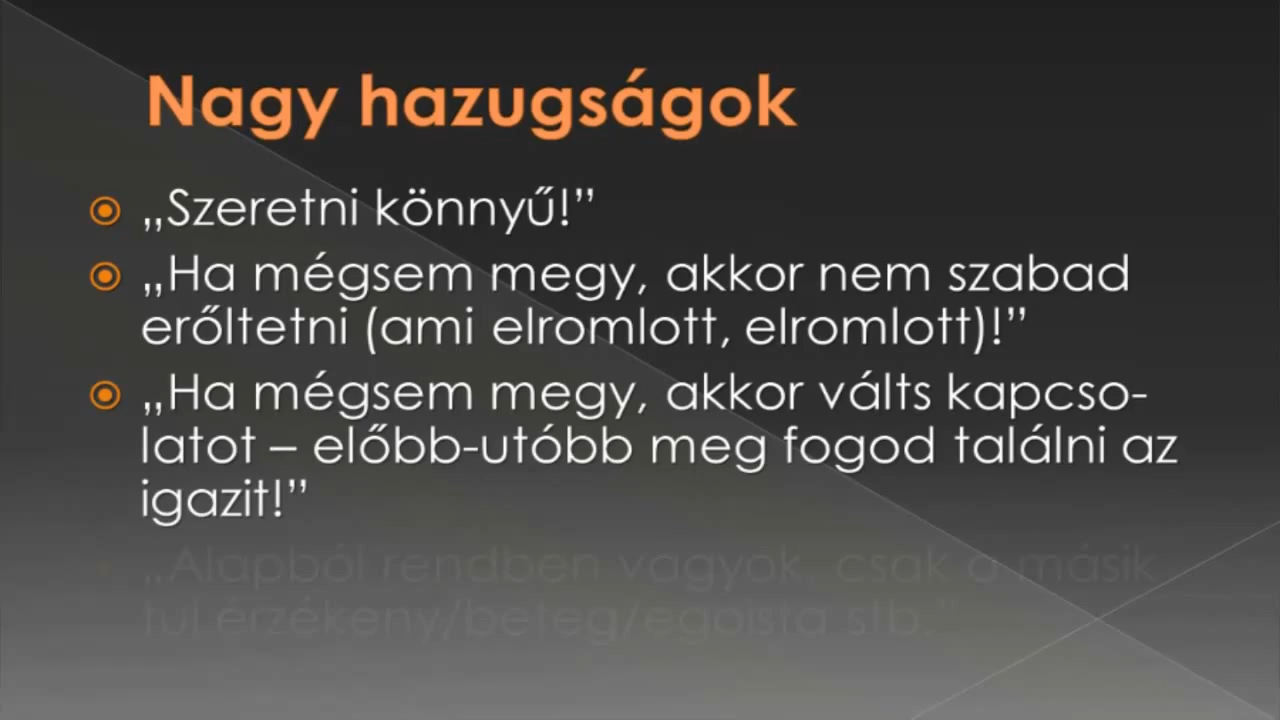 Nagy hazugságok
„Szeretni könnyű!”
„Ha mégsem megy, akkor nem szabad
erőltetni (ami elromlott, elromlott)!”
„Ha mégsem megy, akkor válts kapcso-
latot – előbb-utóbb meg fogod találni az
igazit!”
„Alapból rendben vagyok, csak a másik
túl érzékeny/beteg/egoista stb.”